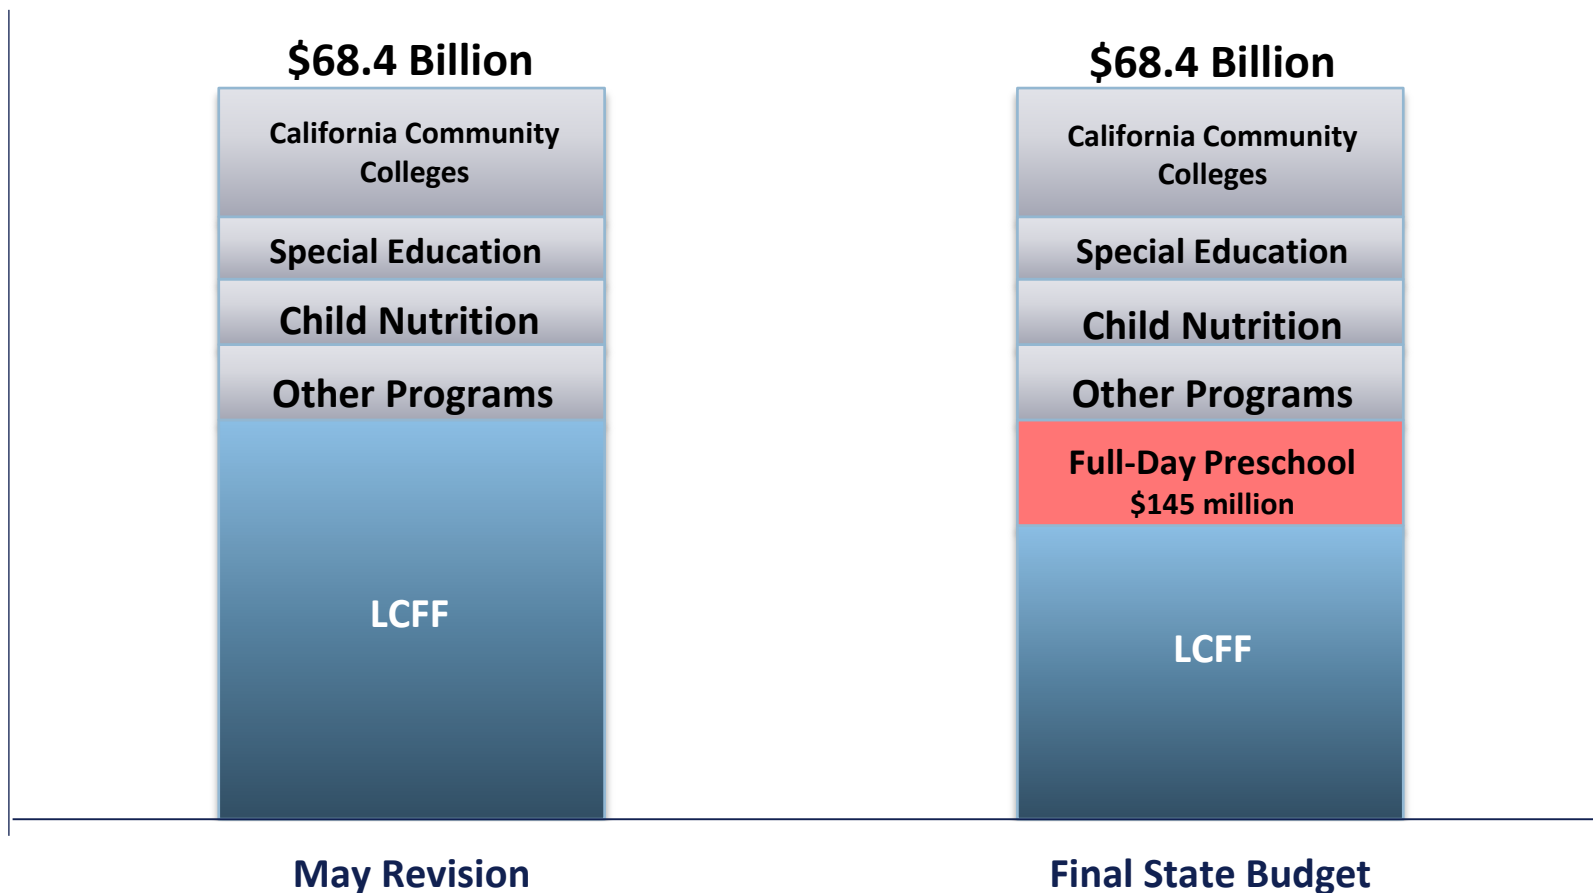 $68.4 Billion
California Community
Colleges
Special Education
Child Nutrition
Other Programs
LCFF
May Revision
$68.4 Billion
California Community
Colleges
Special Education
Child Nutrition
Other Programs
Full-Day Preschool
$145 million
LCFF
Final State Budget